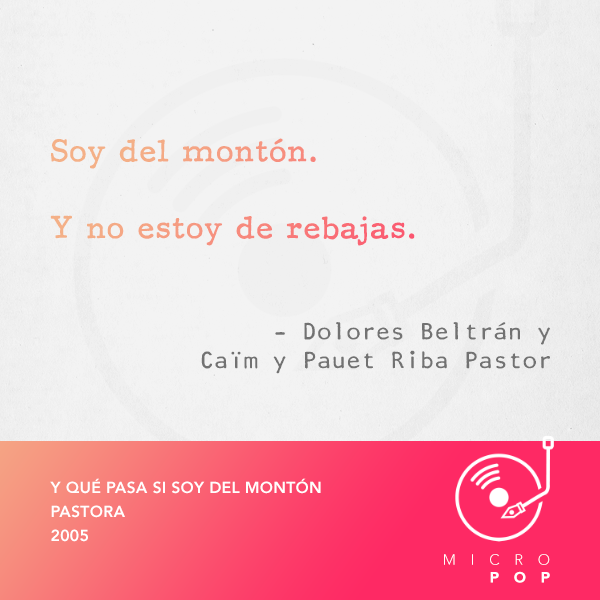 Soy del montón.
Y no estoy de rebajas.
– Dolores Beltrán y
Caïm y Pauet Riba Pastor
Y QUÉ PASA SI SOY DEL MONTÓN
PASTORA
2005
MICRO
POP